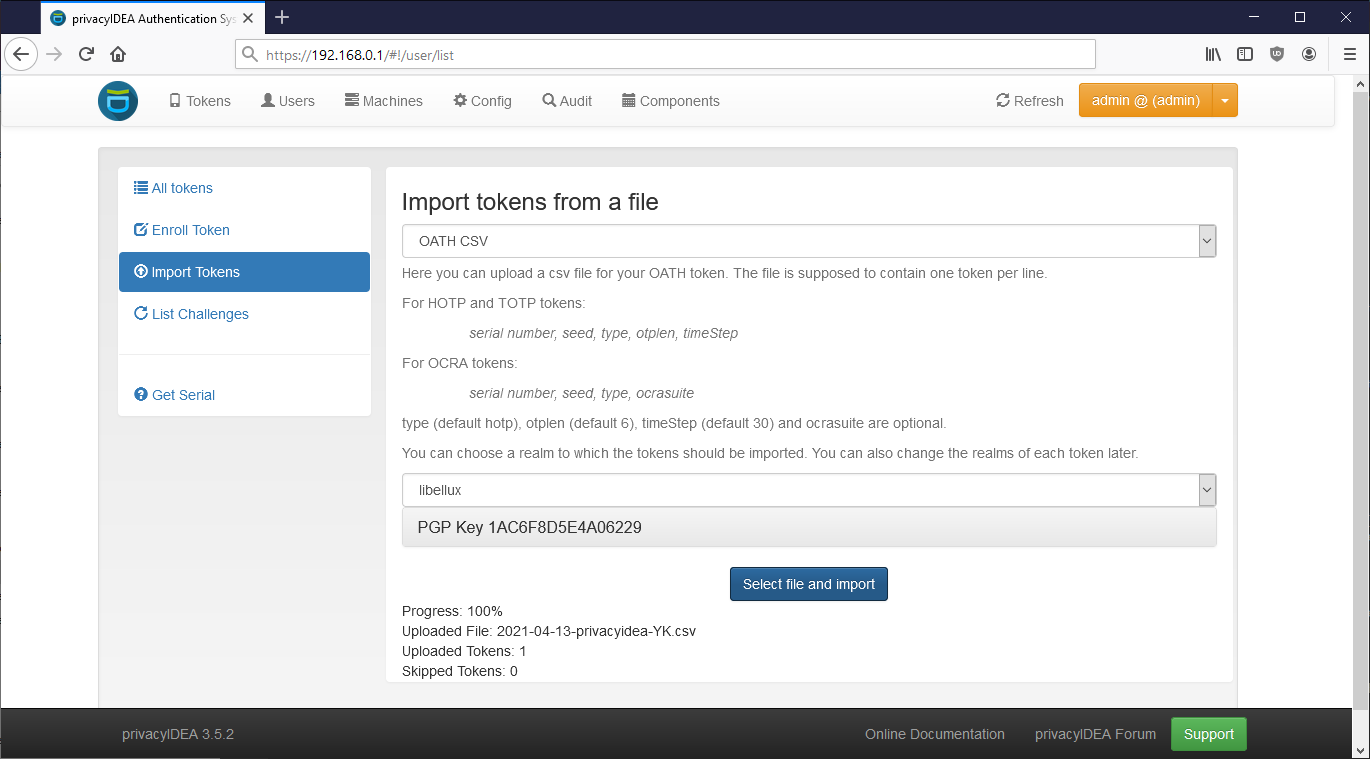 privacyIDEA Authentication Sys
https://192.168.0.1/#!/user/list
Tokens Users Machines Config Audit Components Refresh admin @ (admin)
All tokens
Enroll Token
Import Tokens
List Challenges
Get Serial
Import tokens from a file
OATH CSV
Here you can upload a csv file for your OATH token. The file is supposed to contain one token per line.
For HOTP and TOTP tokens:
serial number, seed, type, otplen, timeStep
For OCRA tokens:
serial number, seed, type, ocrasuite
type (default hotp), otplen (default 6), timeStep (default 30) and ocrasuite are optional.
You can choose a realm to which the tokens should be imported. You can also change the realms of each token later.
libellux
PGP Key 1AC6F8D5E4A06229
Select file and import
Progress: 100%
Uploaded File: 2021-04-13-privacyidea-YK.csv
Uploaded Tokens: 1
Skipped Tokens: 0
privacyIDEA 3.5.2 Online Documentation privacyIDEA Forum Support